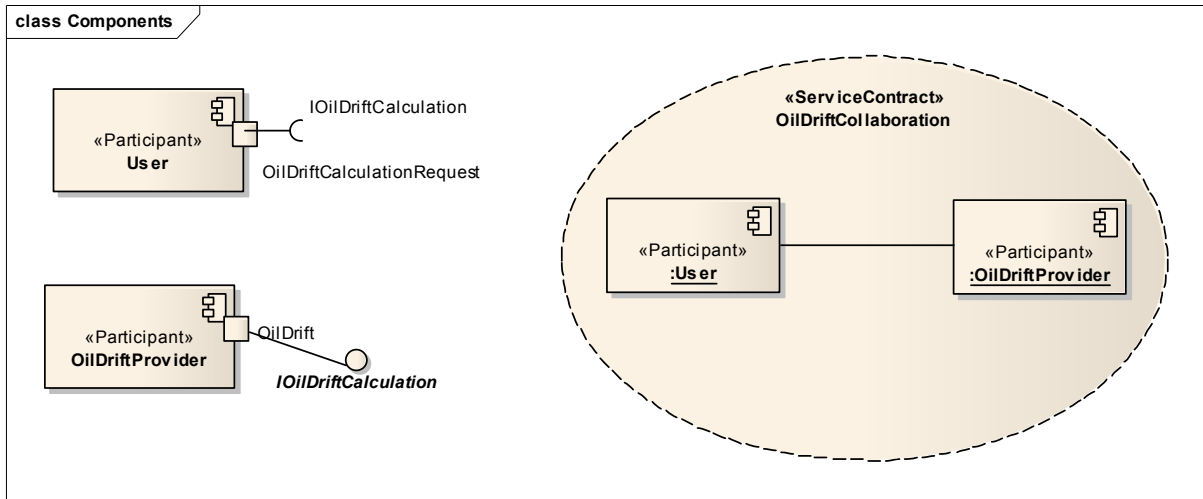 class Components
«Participant»
User
IOilDriftCalculation
OilDriftCalculationRequest
«Participant»
OilDriftProvider
OilDrift
IOilDriftCalculation
«ServiceContract»
OilDriftCollaboration
«Participant»
:User
«Participant»
:OilDriftProvider